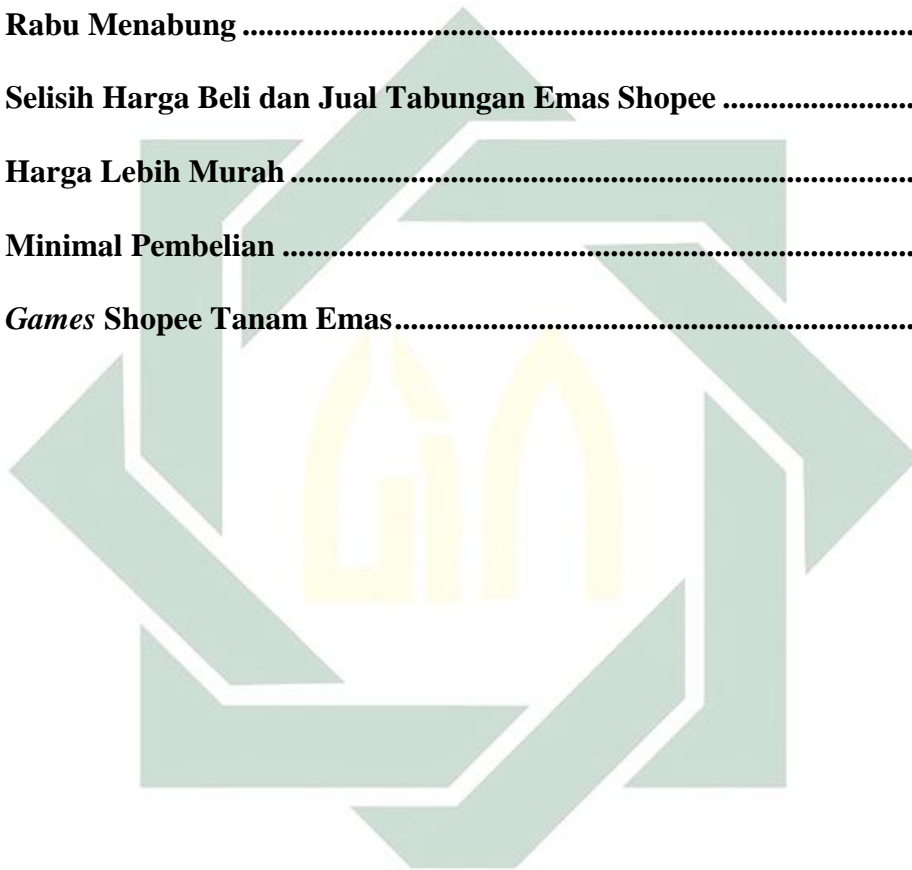 Rabu Menabung ....................................................................................
Selisih Harga Beli dan Jual Tabungan Emas Shopee ........................
Harga Lebih Murah ..............................................................................
Minimal Pembelian ...............................................................................
Games Shopee Tanam Emas .................................................................